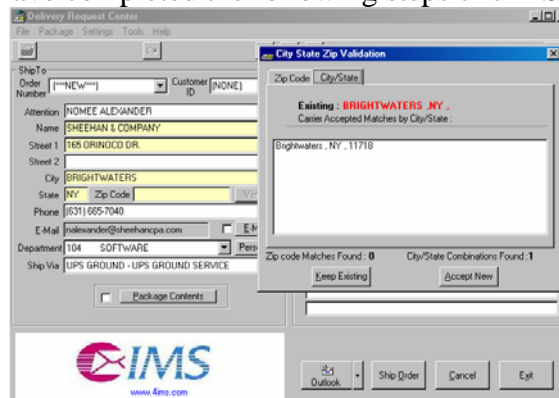 Delivery Request Center
File Package Settings Tools Help
ShipTo
Order Number (***NEW***) Customer ID (NONE)
Attention NOMEE ALEXANDER
Name SHEEHAN & COMPANY
Street 1 165 ORINOCO DR.
Street 2
City BRIGHTWATERS
State NY Zip Code
Phone (631) 665-7040
E-Mail nalexander@sheehancpa.com
Department 104 SOFTWARE
Ship Via UPS GROUND - UPS GROUND SERVICE
Package Contents
City State Zip Validation
Zip Code City/State
Existing : BRIGHTWATERS ,NY ,
Carrier Accepted Matches by City/State :
Brightwaters , NY , 11718
Zip code Matches Found : 0 City/State Combinations Found :1
Keep Existing Accept New
IMS
www.4ims.com
Outlook Ship Order Cancel Exit